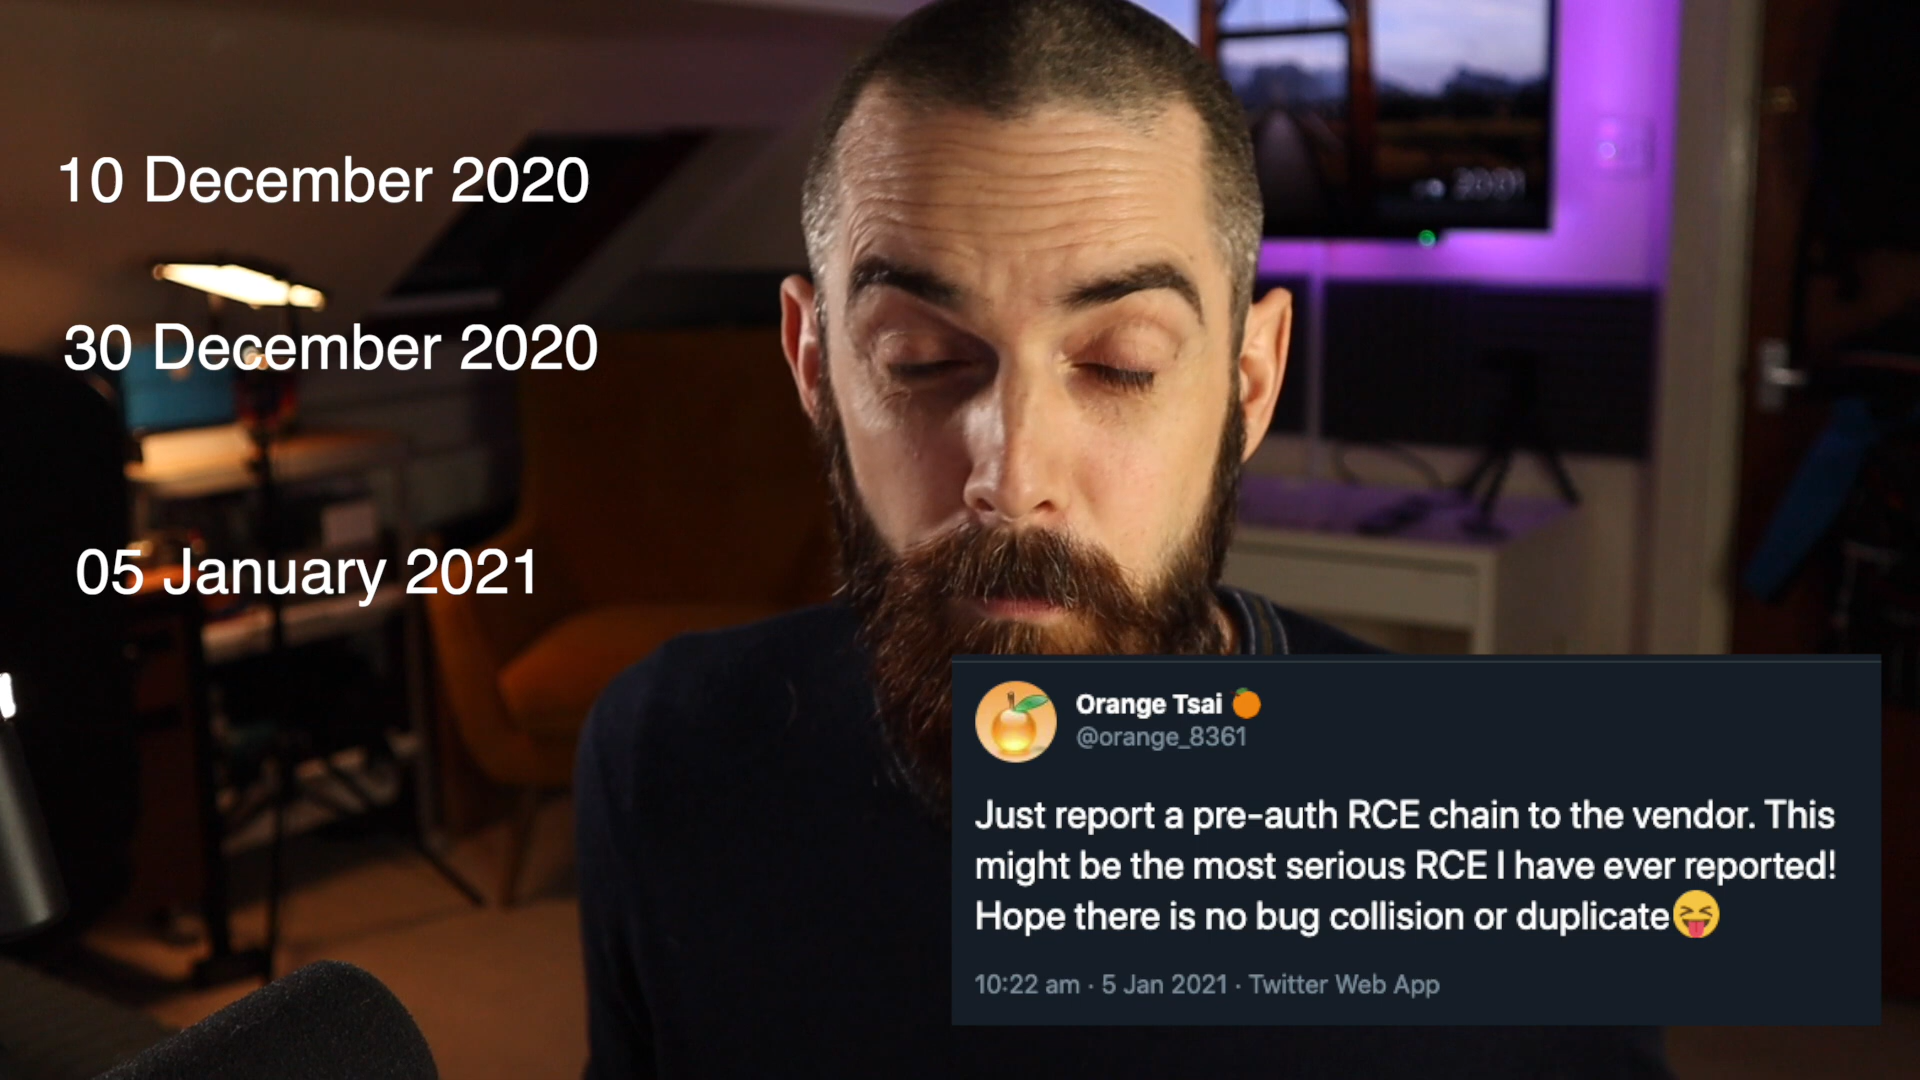 10 December 2020
30 December 2020
05 January 2021
Orange Tsai 🍊
@orange_8361
Just report a pre-auth RCE chain to the vendor. This
might be the most serious RCE I have ever reported!
Hope there is no bug collision or duplicate😝
10:22 am · 5 Jan 2021 · Twitter Web App